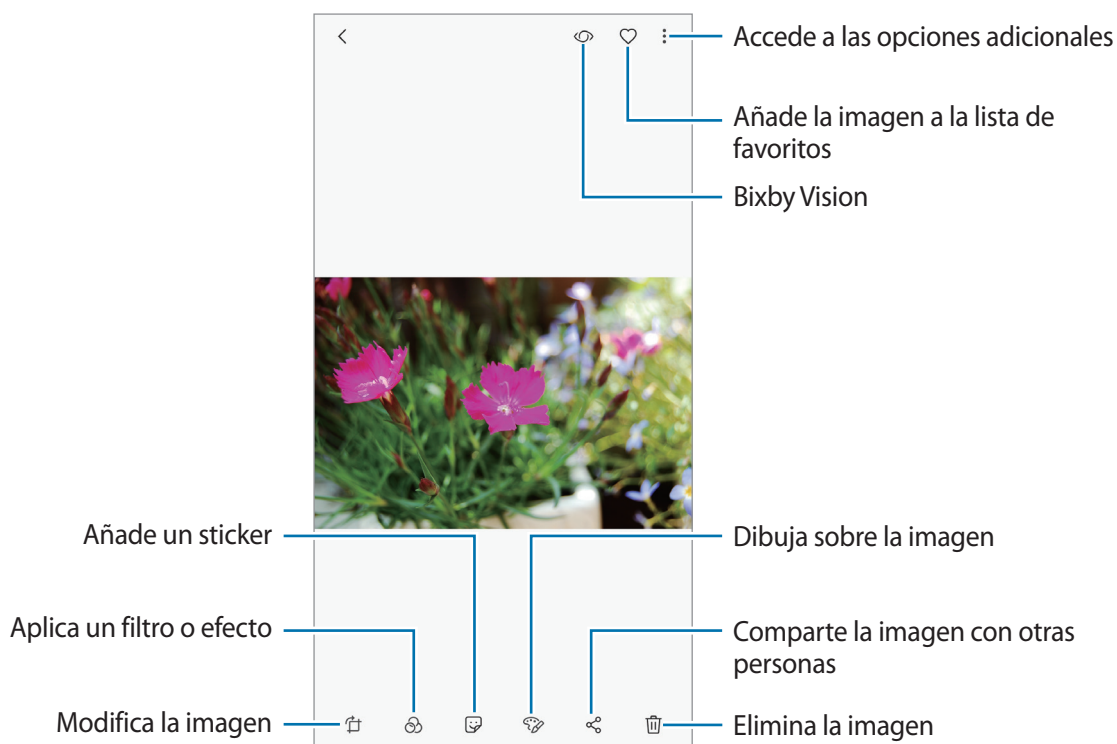 Accede a las opciones adicionales
Añade la imagen a la lista de
favoritos
Bixby Vision
Añade un sticker
Dibuja sobre la imagen
Aplica un filtro o efecto
Comparte la imagen con otras
personas
Modifica la imagen
Elimina la imagen